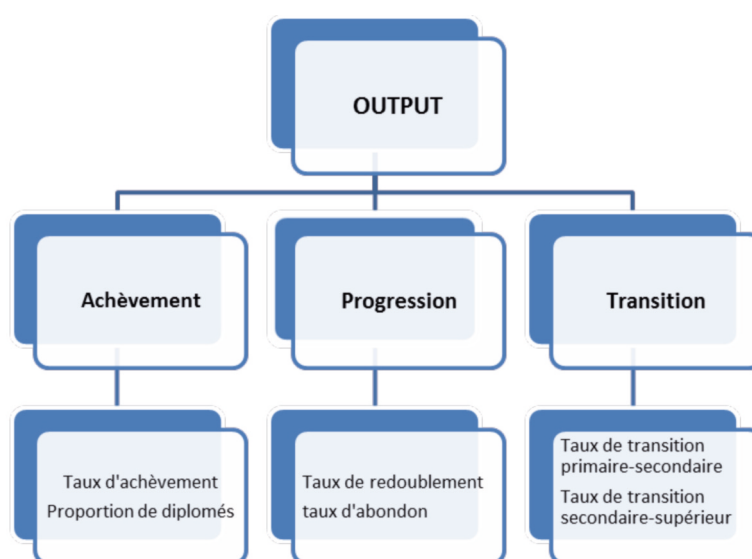 OUTPUT
Achèvement
Progression
Transition
Taux d'achèvement
Proportion de diplomés
Taux de redoublement
taux d'abondon
Taux de transition
primaire-secondaire
Taux de transition
secondaire-supérieur